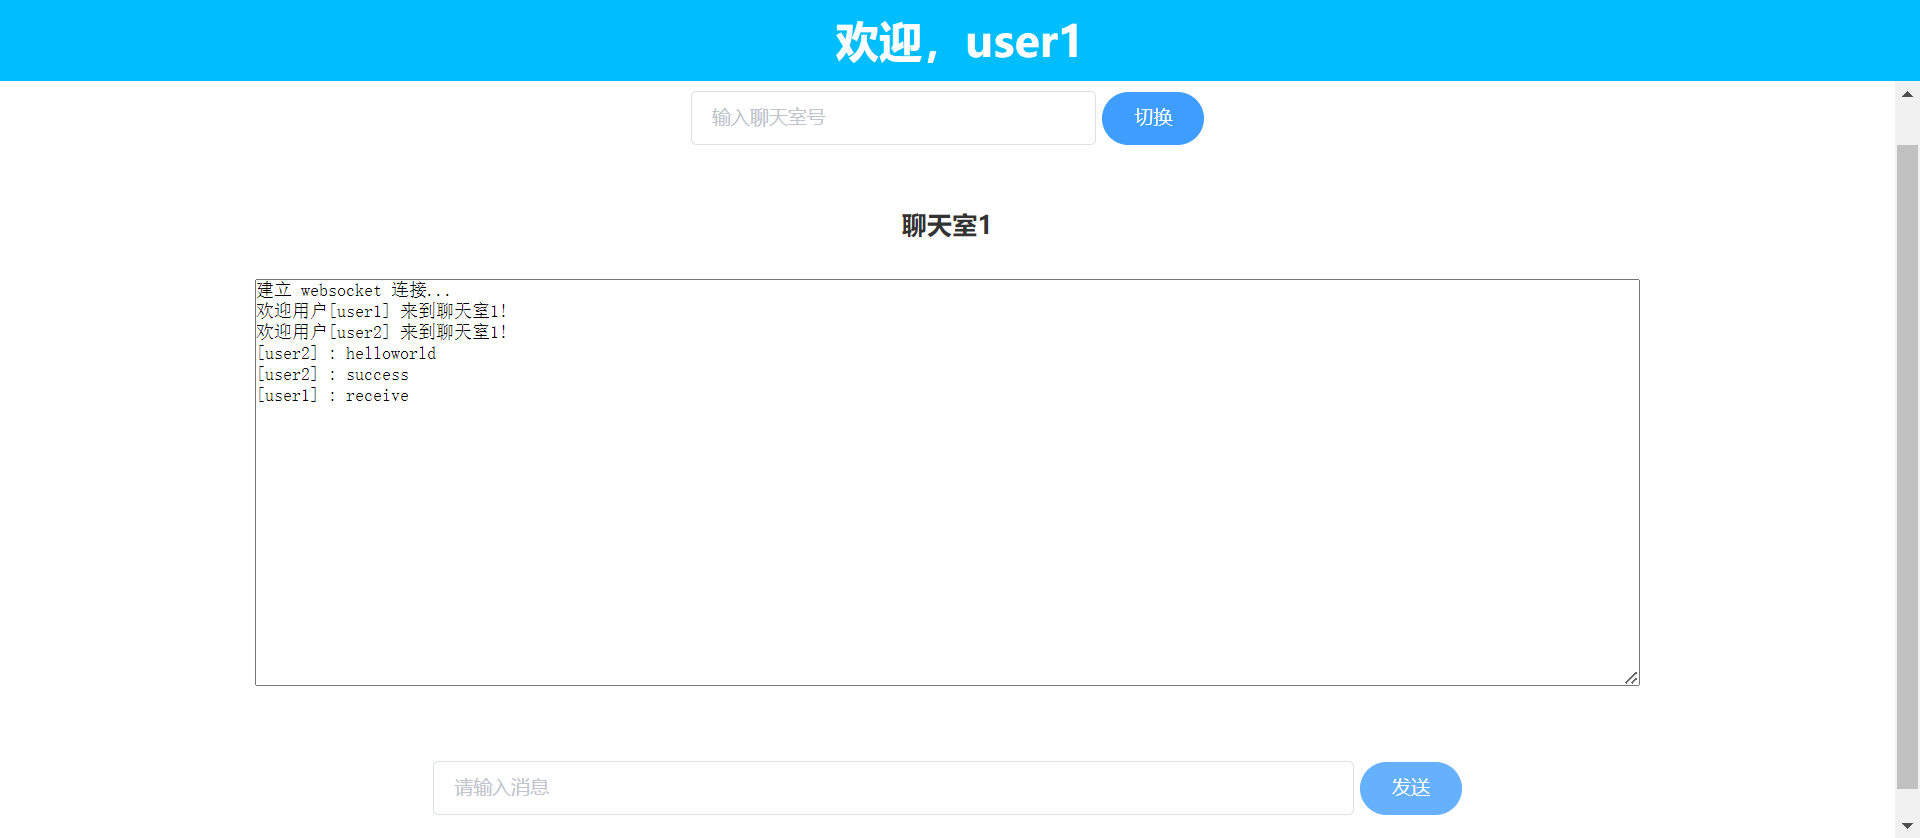 欢迎，user1
输入聊天室号 切换
聊天室1
建立 websocket 连接...
欢迎用户[user1] 来到聊天室1!
欢迎用户[user2] 来到聊天室1!
[user2] : helloworld
[user2] : success
[user1] : receive
请输入消息 发送